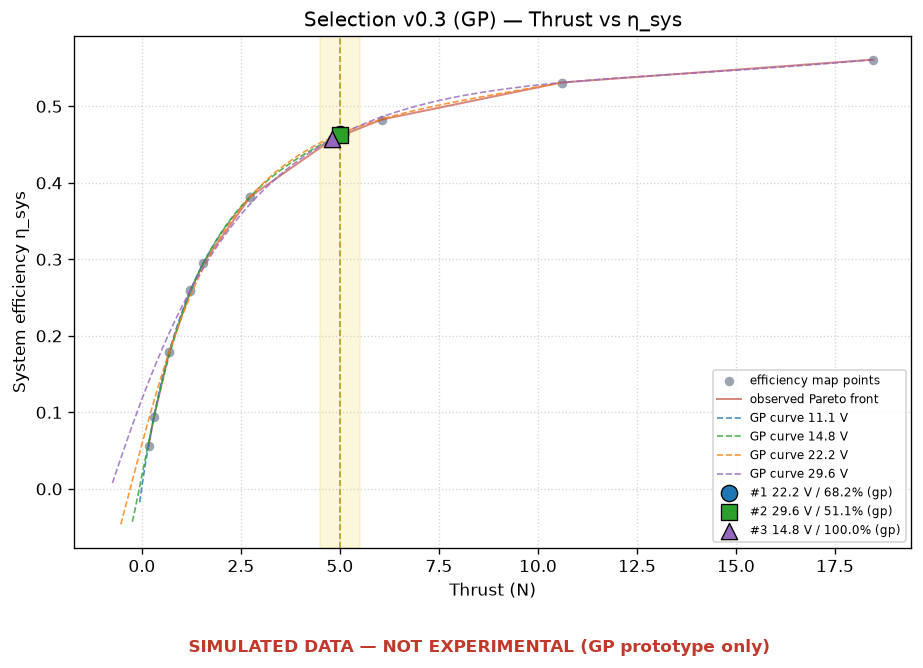 Selection v0.3 (GP) — Thrust vs η_sys
System efficiency η_sys
0.5
0.4
0.3
0.2
0.1
0.0
0.0 2.5 5.0 7.5 10.0 12.5 15.0 17.5
Thrust (N)
efficiency map points
observed Pareto front
GP curve 11.1 V
GP curve 14.8 V
GP curve 22.2 V
GP curve 29.6 V
#1 22.2 V / 68.2% (gp)
#2 29.6 V / 51.1% (gp)
#3 14.8 V / 100.0% (gp)
SIMULATED DATA — NOT EXPERIMENTAL (GP prototype only)